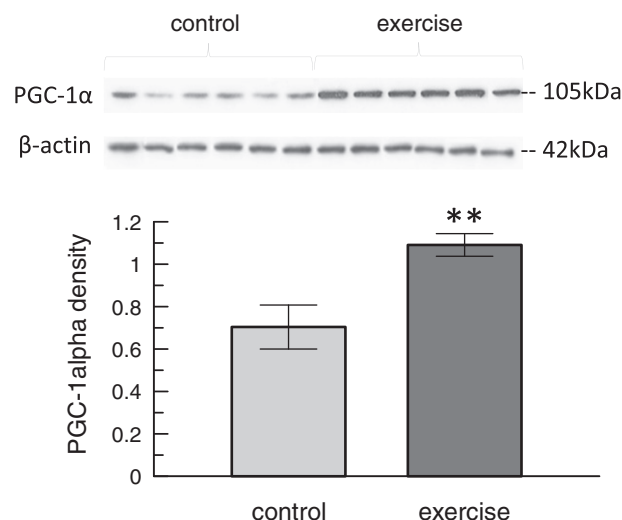 control exercise
PGC-1α -- 105kDa
β-actin -- 42kDa
**
PGC-1alpha density
1.2
1
0.8
0.6
0.4
0.2
0
control exercise